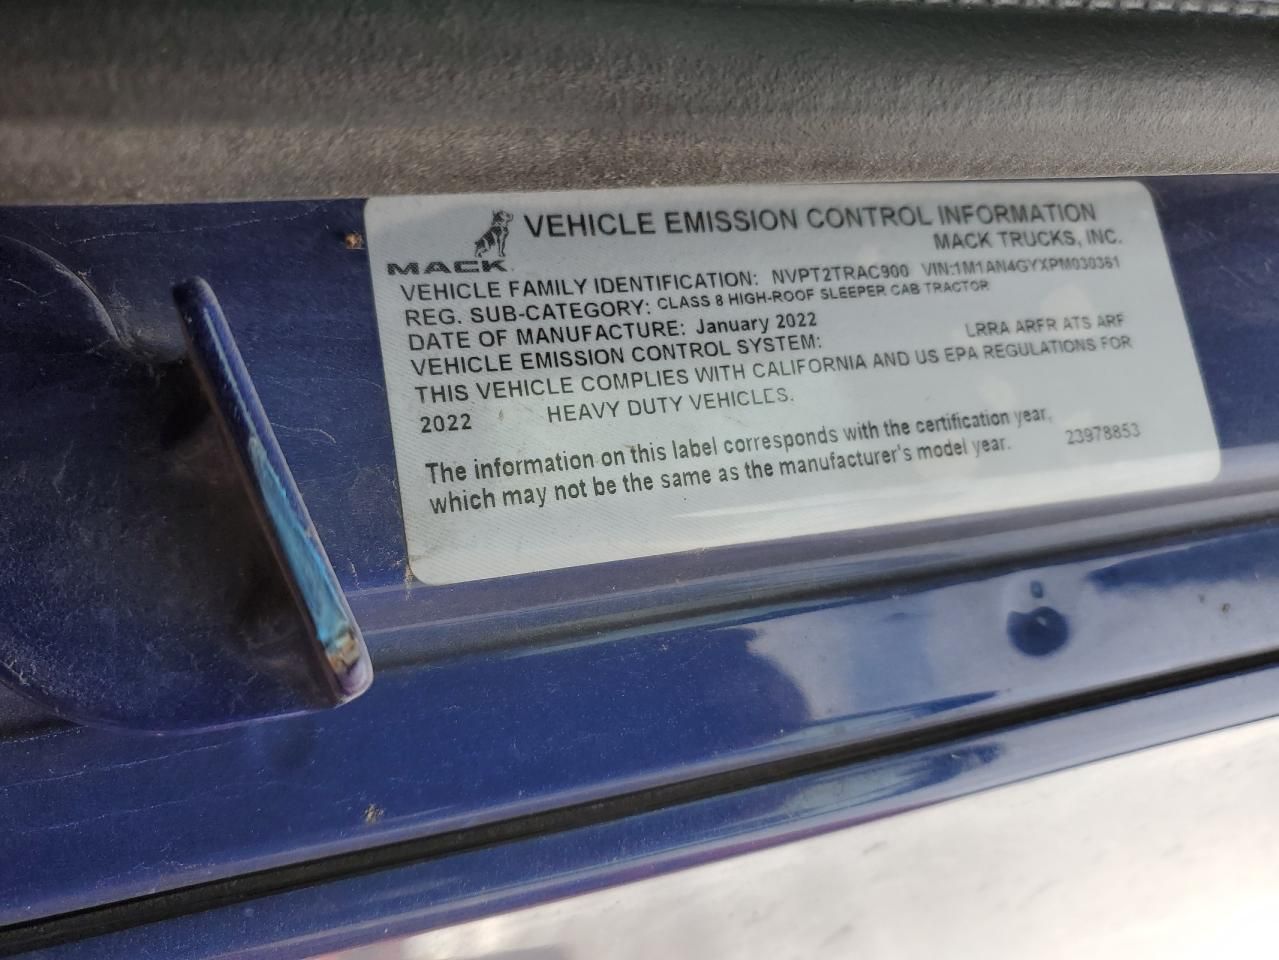 MACK
VEHICLE EMISSION CONTROL INFORMATION
MACK TRUCKS, INC.
VEHICLE FAMILY IDENTIFICATION: NVPT2TRAC900 VIN:1M1AN4GYXPM030361
REG. SUB-CATEGORY: CLASS 8 HIGH-ROOF SLEEPER CAB TRACTOR
DATE OF MANUFACTURE: January 2022
VEHICLE EMISSION CONTROL SYSTEM: LRRA ARFR ATS ARF
THIS VEHICLE COMPLIES WITH CALIFORNIA AND US EPA REGULATIONS FOR
2022 HEAVY DUTY VEHICLES.
The information on this label corresponds with the certification year,
which may not be the same as the manufacturer's model year. 23978853